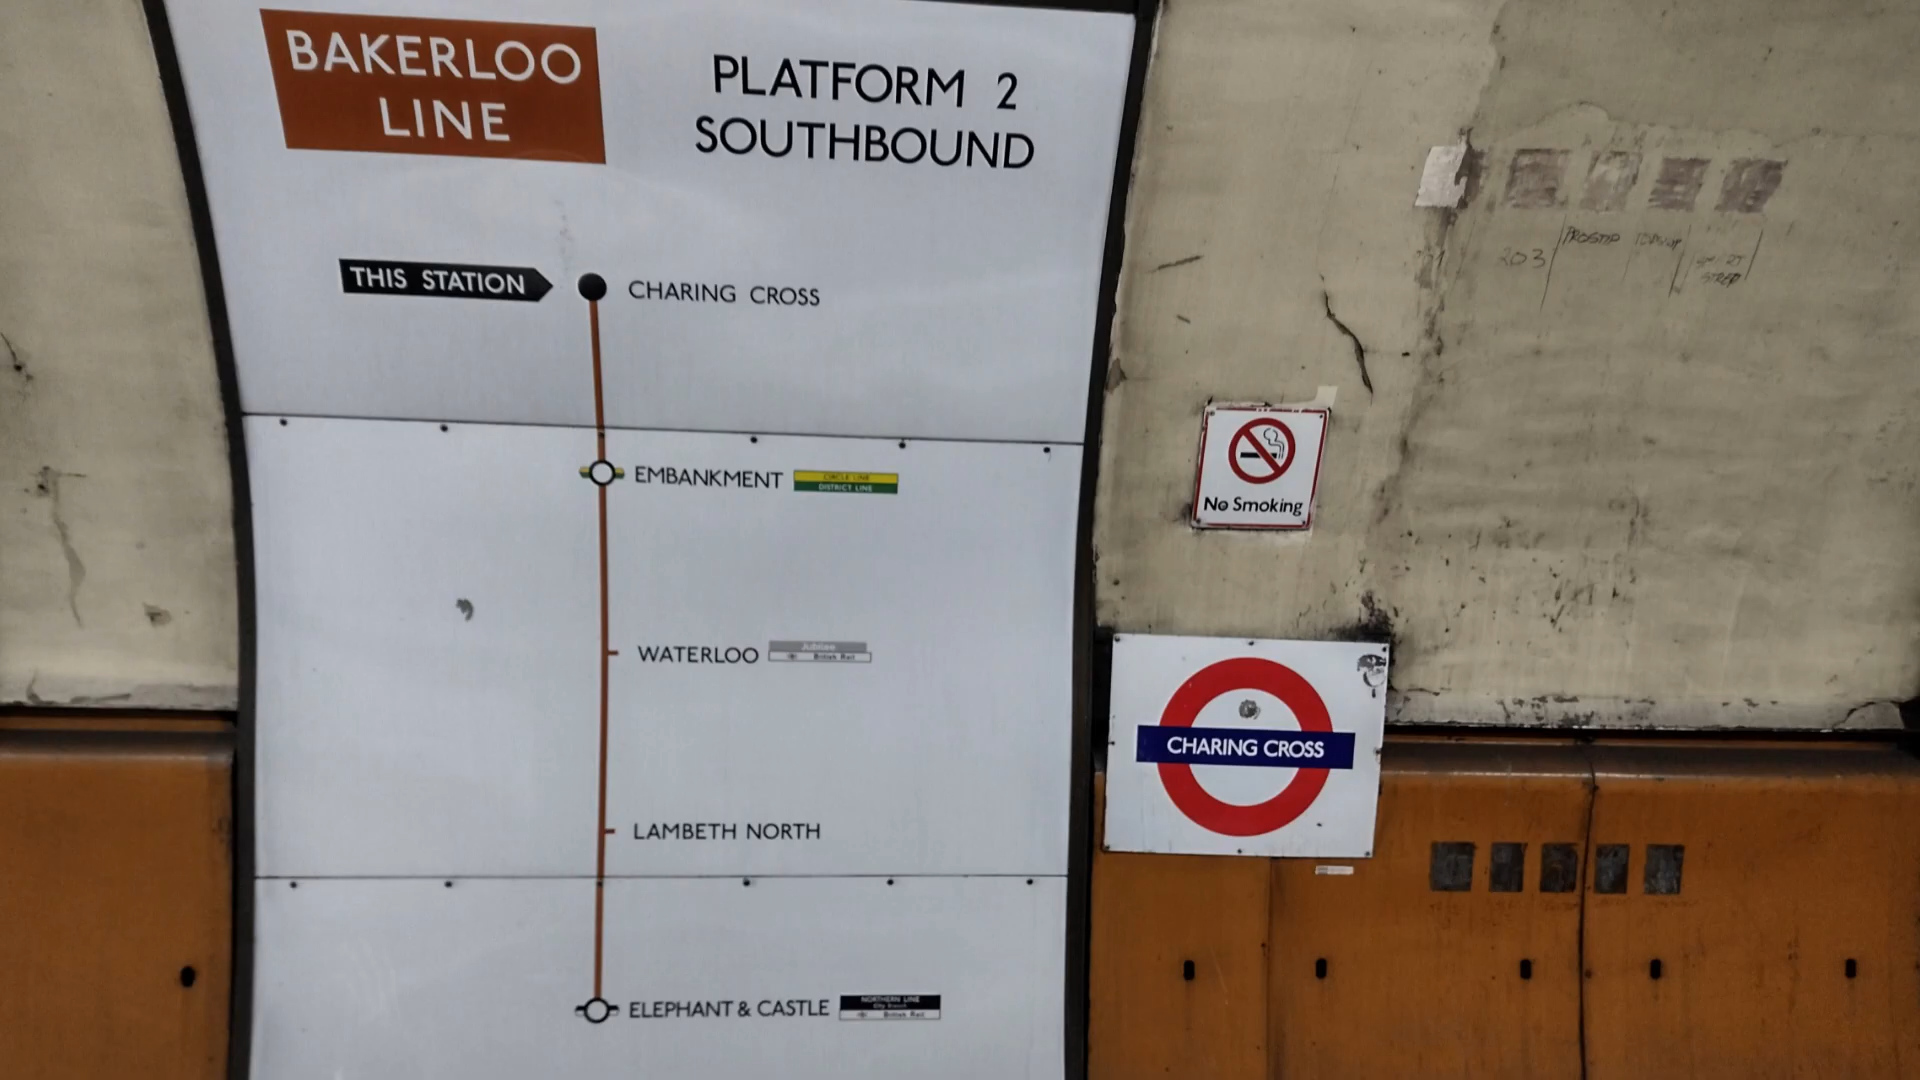 BAKERLOO
LINE
PLATFORM 2
SOUTHBOUND
THIS STATION
CHARING CROSS
EMBANKMENT
CIRCLE LINE
DISTRICT LINE
WATERLOO
Jubilee
British Rail
LAMBETH NORTH
ELEPHANT & CASTLE
NORTHERN LINE
City Branch
British Rail
203
No Smoking
CHARING CROSS